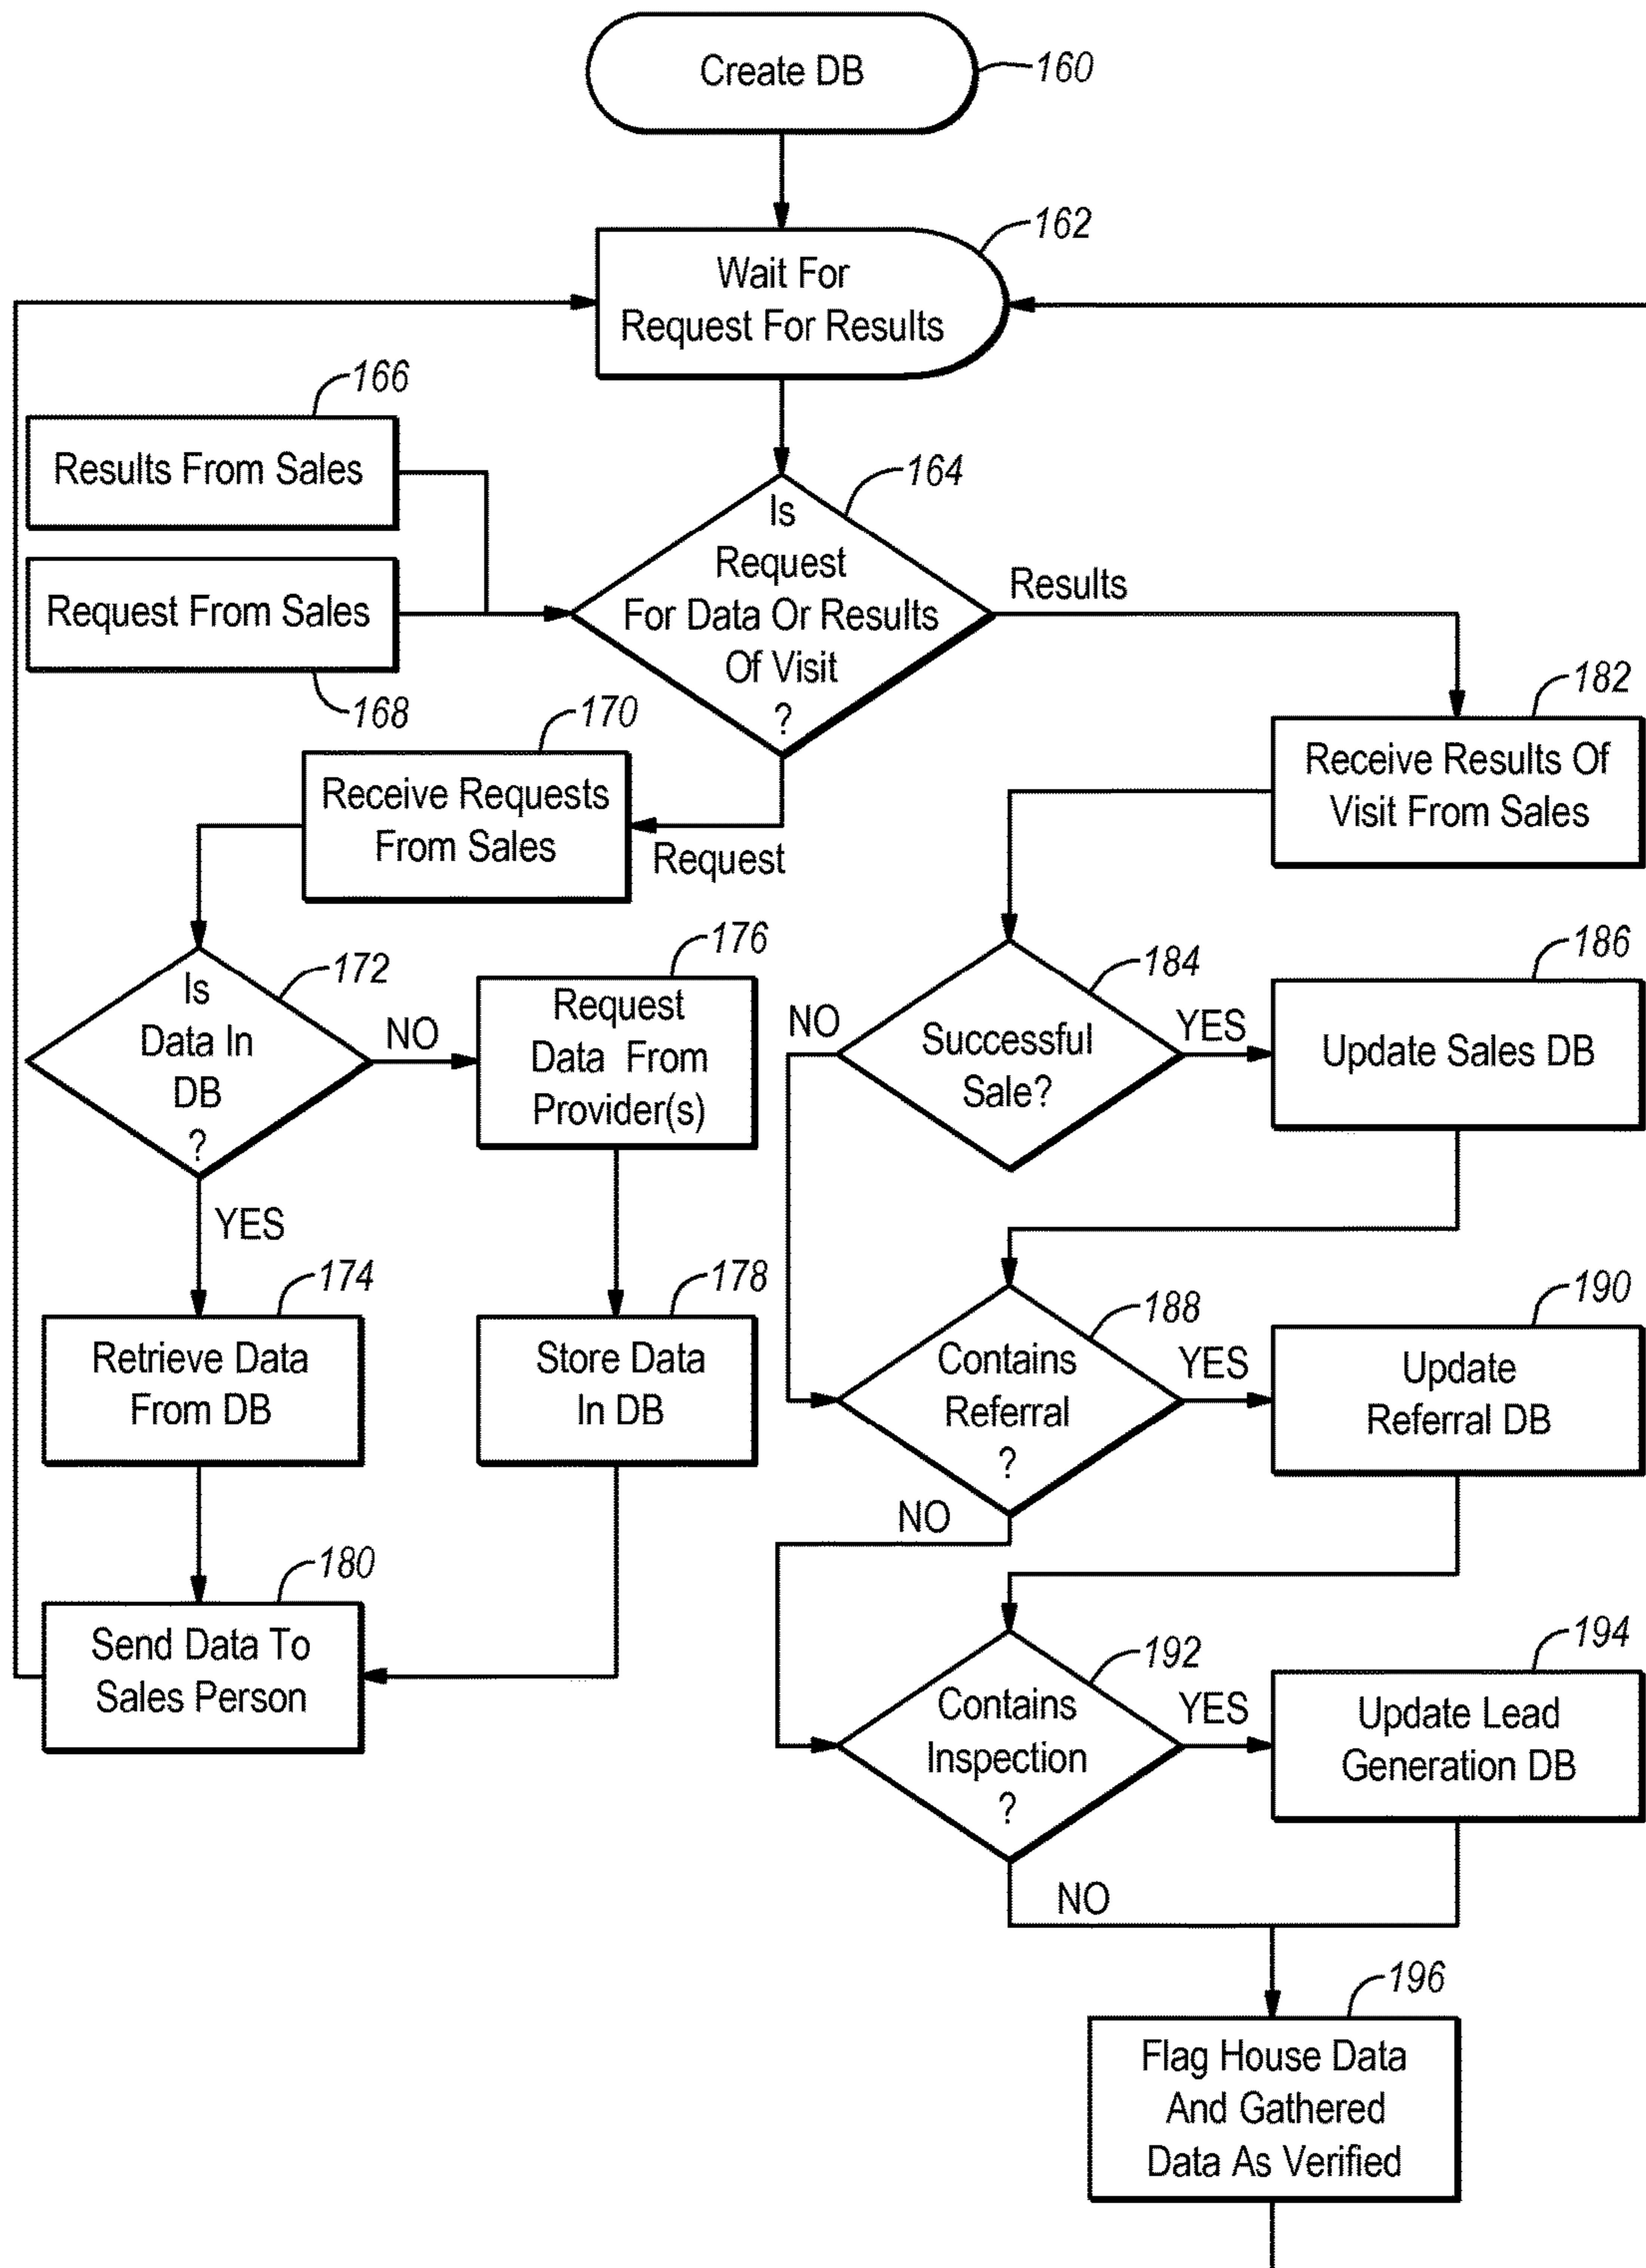 Create DB
160
Wait For
Request For Results
162
166
Results From Sales
Request From Sales
168
164
Is
Request
For Data Or Results
Of Visit
?
Results
Request
170
Receive Requests
From Sales
182
Receive Results Of
Visit From Sales
172
Is
Data In
DB
?
NO
YES
176
Request
Data From
Provider(s)
184
Successful
Sale?
NO
YES
186
Update Sales DB
174
Retrieve Data
From DB
178
Store Data
In DB
188
Contains
Referral
?
YES
NO
190
Update
Referral DB
180
Send Data To
Sales Person
192
Contains
Inspection
?
YES
NO
194
Update Lead
Generation DB
196
Flag House Data
And Gathered
Data As Verified